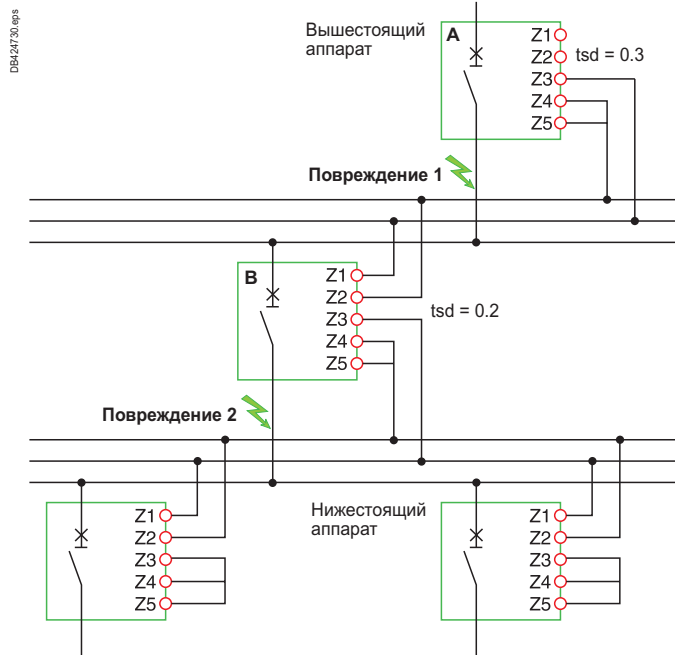 DB424730.eps
Вышестоящий
аппарат
A
Z1
Z2
Z3
Z4
Z5
tsd = 0.3
Повреждение 1
B
Z1
Z2
Z3
Z4
Z5
tsd = 0.2
Повреждение 2
Z1
Z2
Z3
Z4
Z5
Нижестоящий
аппарат
Z1
Z2
Z3
Z4
Z5